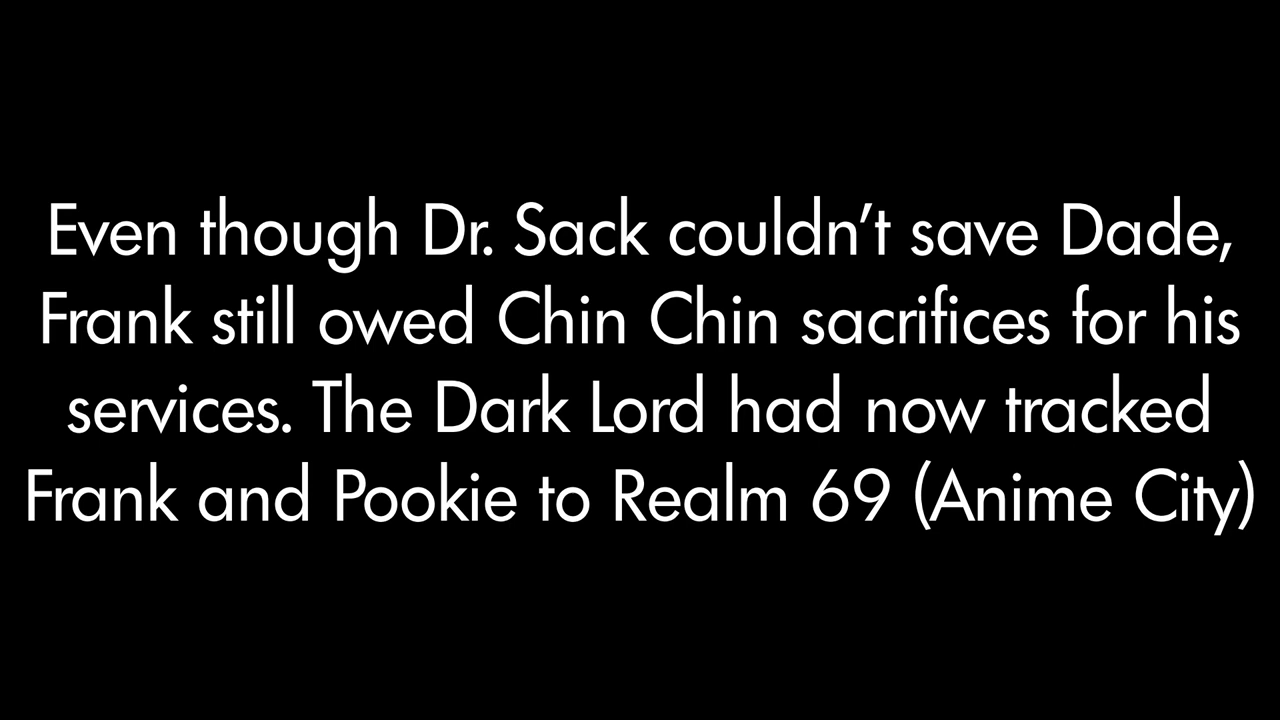 Even though Dr. Sack couldn’t save Dade,
Frank still owed Chin Chin sacrifices for his
services. The Dark Lord had now tracked
Frank and Pookie to Realm 69 (Anime City)